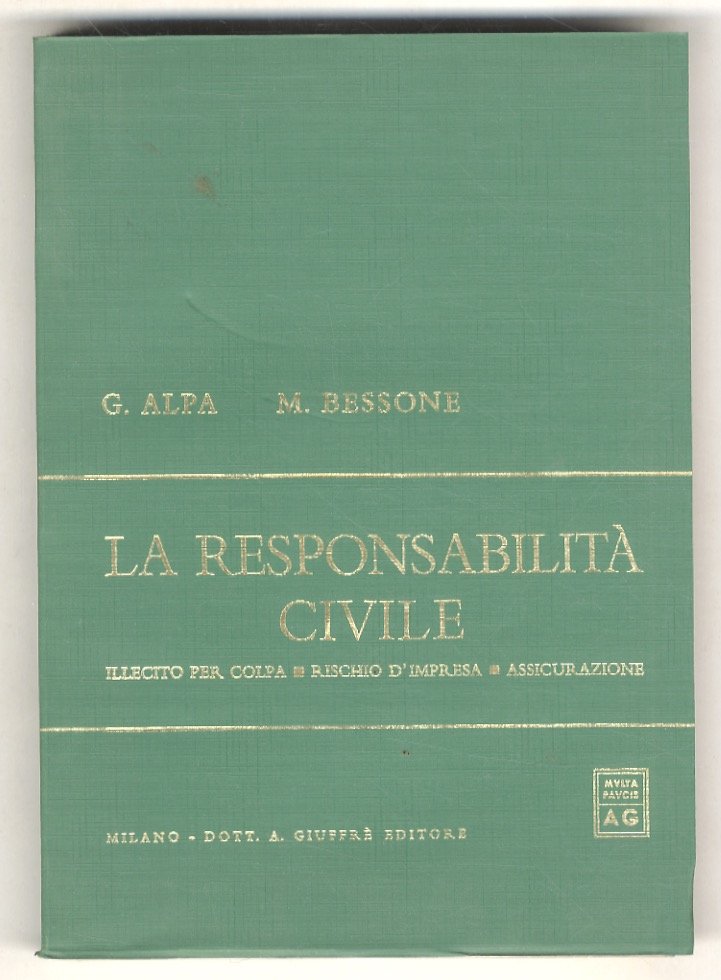 G. ALPA M. BESSONE
LA RESPONSABILITÀ
CIVILE
ILLECITO PER COLPA ■ RISCHIO D'IMPRESA ■ ASSICURAZIONE
MVLTA
PAVCIS
AG
MILANO - DOTT. A. GIUFFRÈ EDITORE